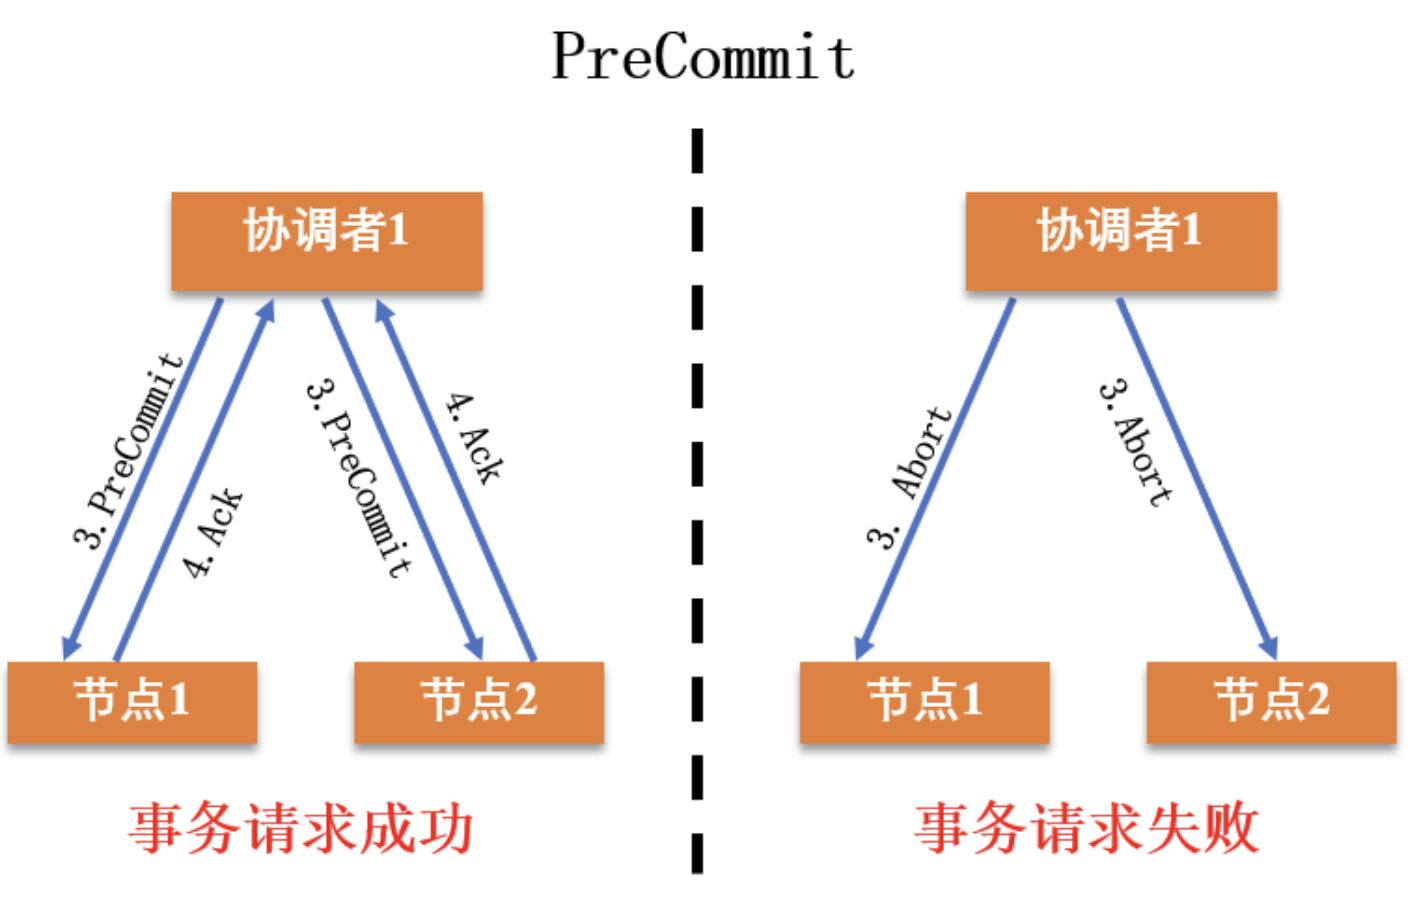 PreCommit
协调者1
3.PreCommit
4.Ack
3.PreCommit
4.Ack
节点1
节点2
事务请求成功
协调者1
3. Abort
3.Abort
节点1
节点2
事务请求失败